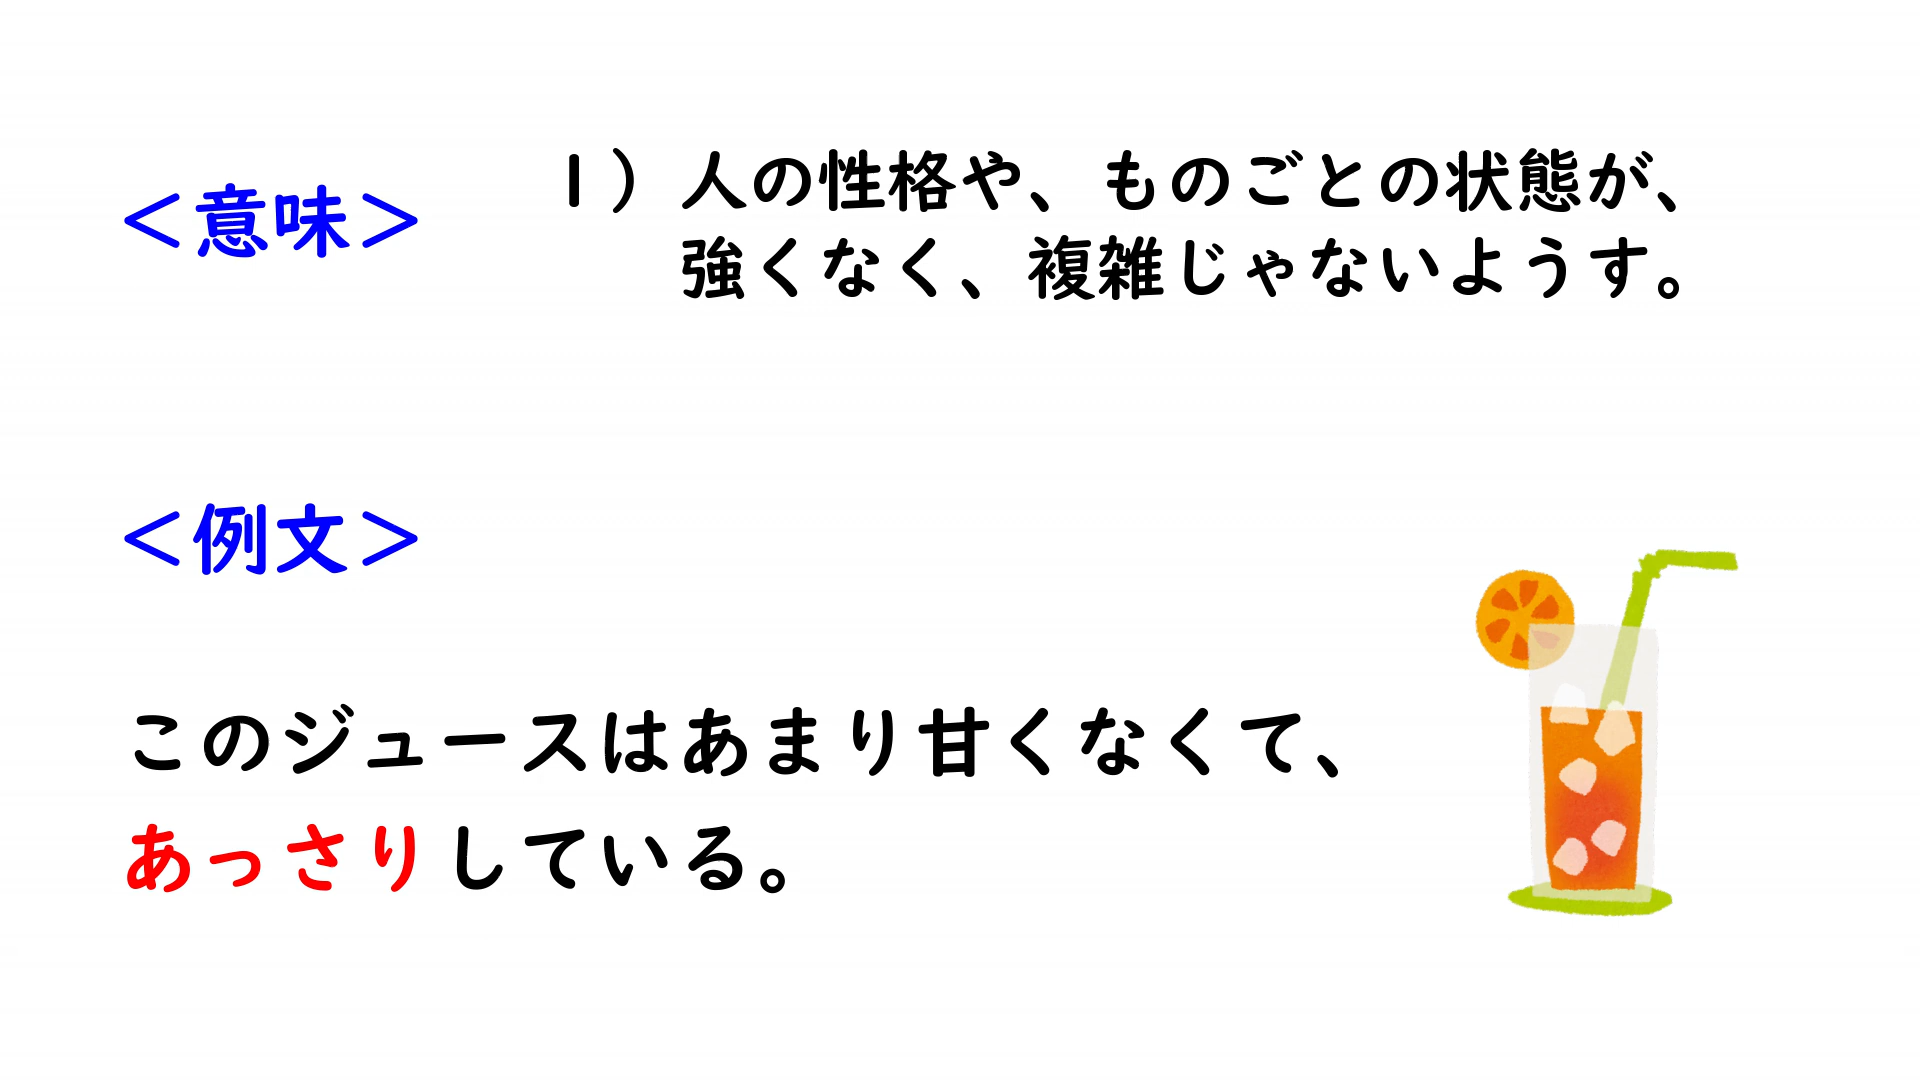 ＜意味＞
１）人の性格や、ものごとの状態が、
強くなく、複雑じゃないようす。
＜例文＞
このジュースはあまり甘くなくて、
あっさりしている。